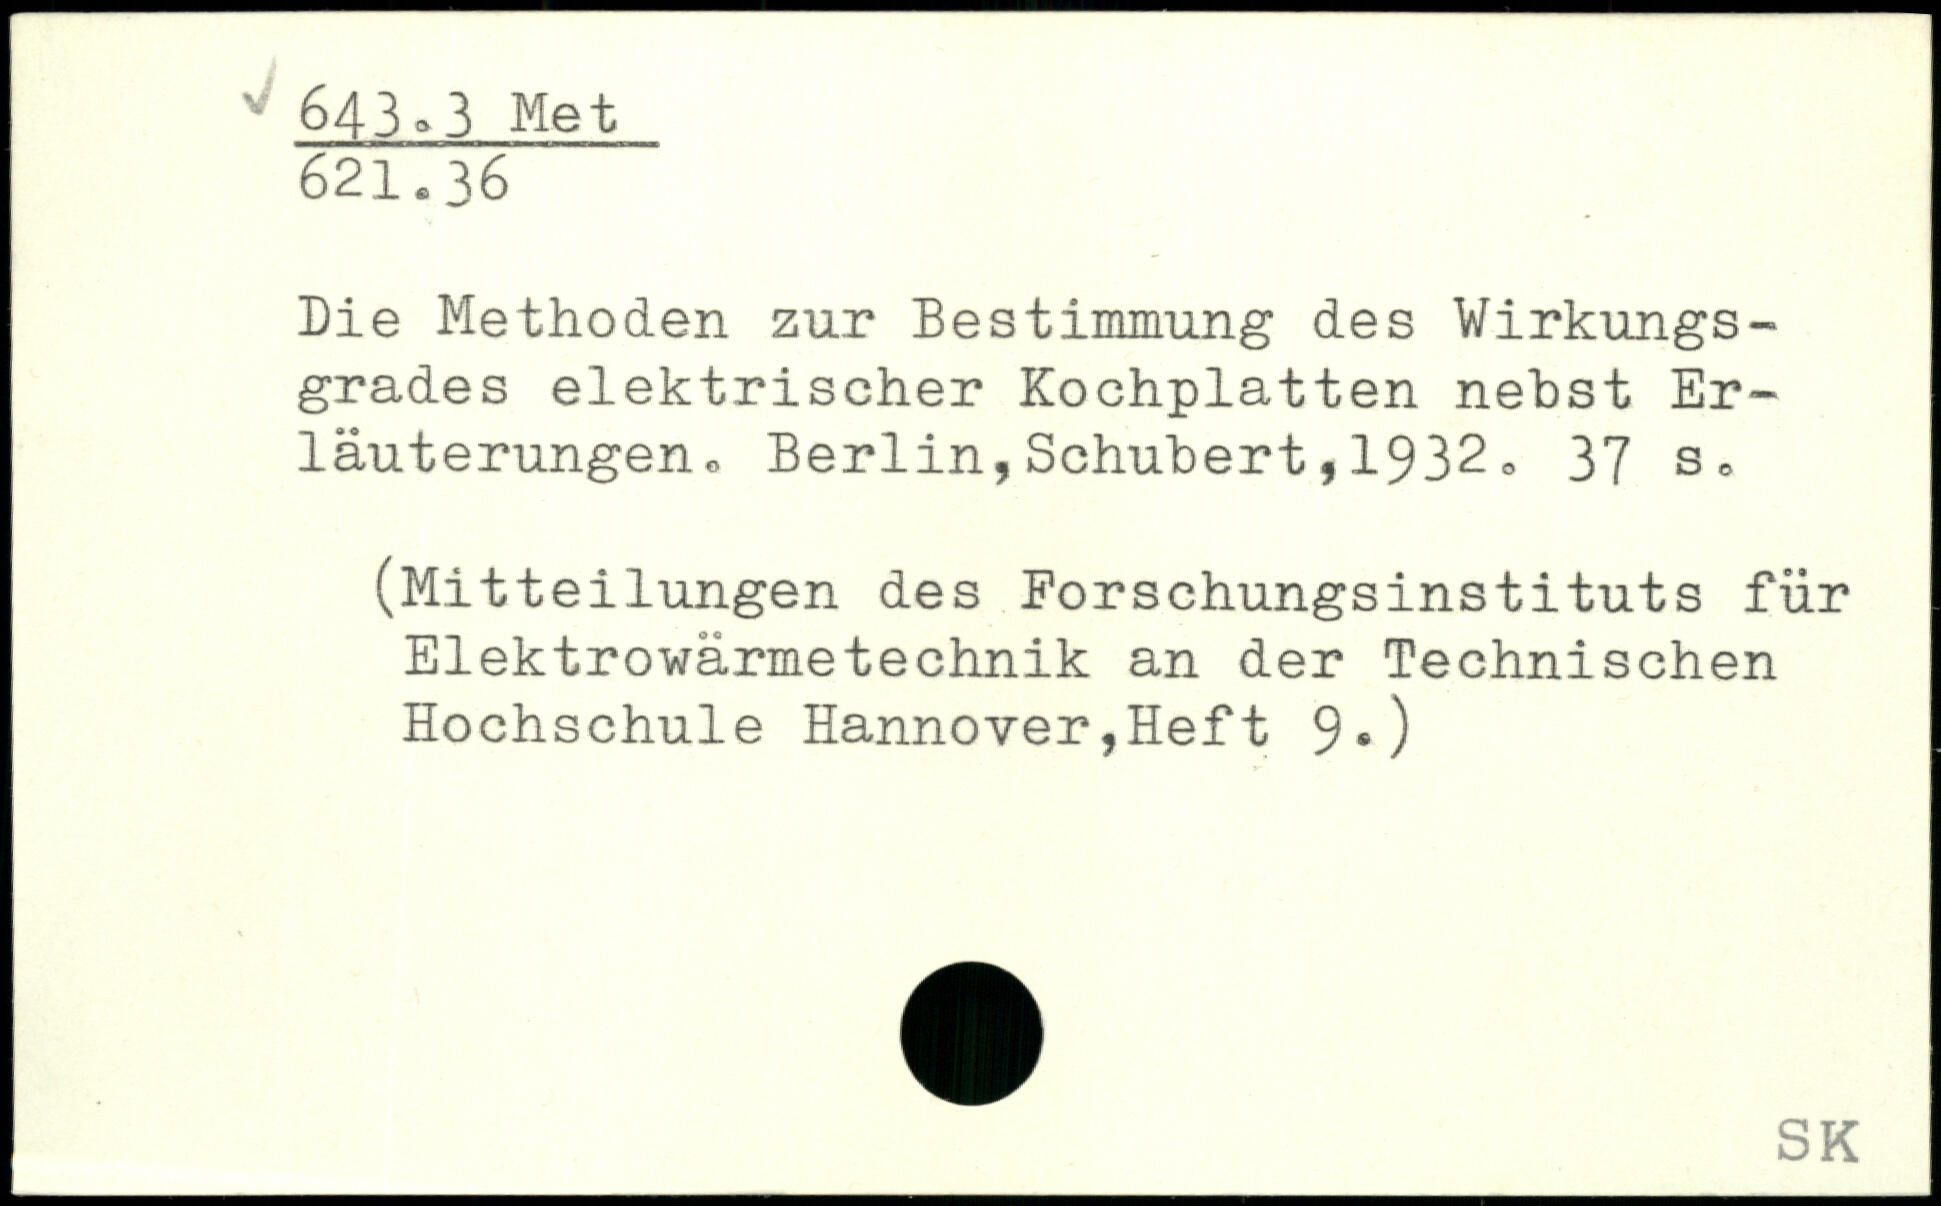 643.3 Met
621.36
Die Methoden zur Bestimmung des Wirkungs-
grades elektrischer Kochplatten nebst Er-
läuterungen. Berlin,Schubert,1932. 37 s.
(Mitteilungen des Forschungsinstituts für
Elektrowärmetechnik an der Technischen
Hochschule Hannover,Heft 9.)
SK